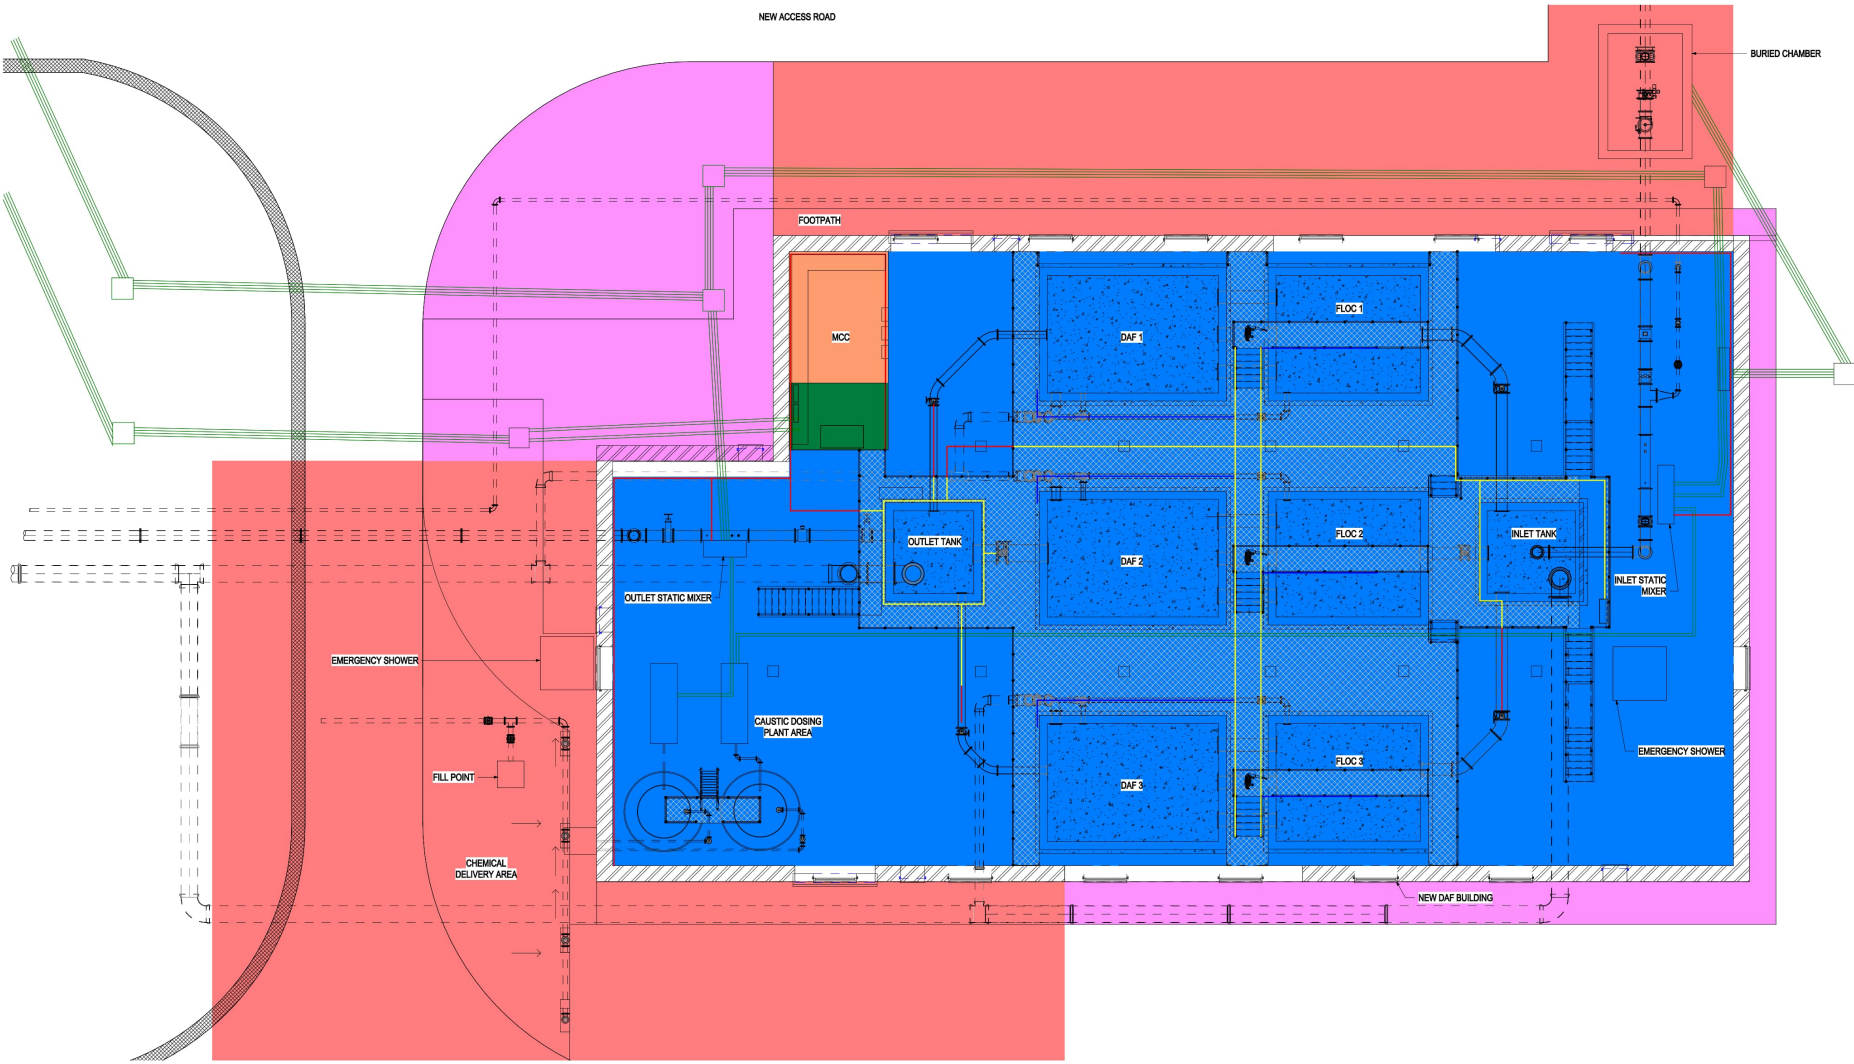 NEW ACCESS ROAD
BURIED CHAMBER
FOOTPATH
MCC
DAF 1
FLOC 1
OUTLET TANK
DAF 2
FLOC 2
INLET TANK
OUTLET STATIC MIXER
INLET STATIC
MIXER
EMERGENCY SHOWER
CAUSTIC DOSING
PLANT AREA
EMERGENCY SHOWER
FILL POINT
DAF 3
FLOC 3
CHEMICAL
DELIVERY AREA
NEW DAF BUILDING